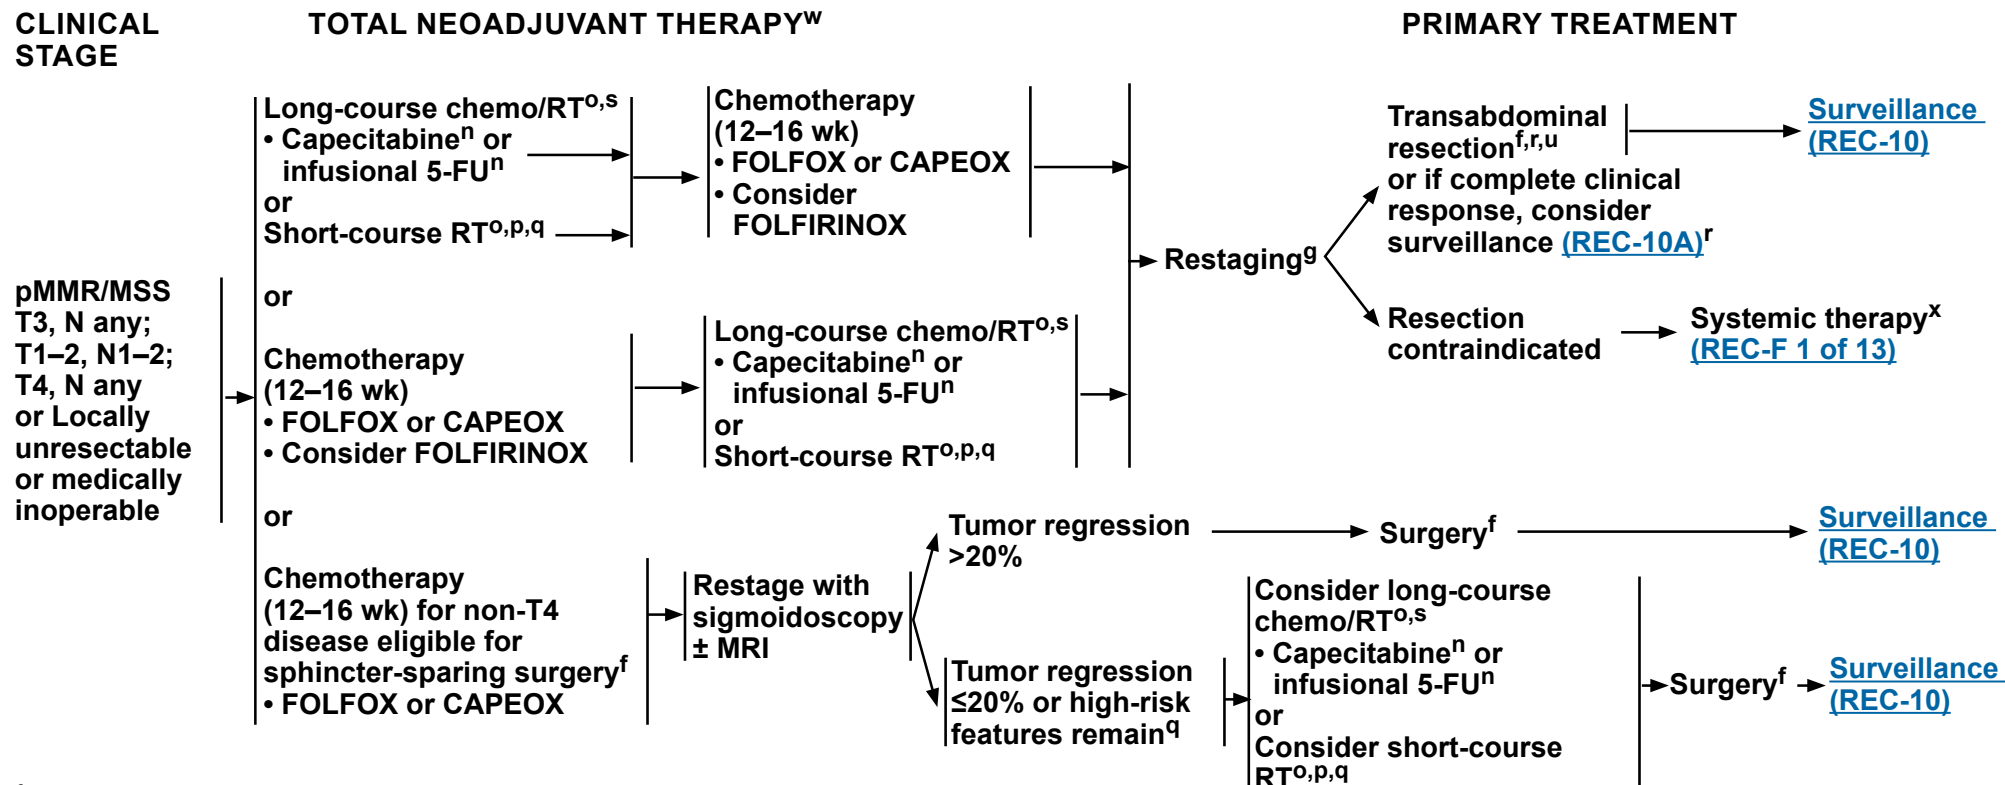 CLINICAL
STAGE
TOTAL NEOADJUVANT THERAPYw
PRIMARY TREATMENT
pMMR/MSS
T3, N any;
T1–2, N1–2;
T4, N any
or Locally
unresectable
or medically
inoperable
Long-course chemo/RTo,s
• Capecitabinen or
infusional 5-FUn
or
Short-course RTo,p,q
Chemotherapy
(12–16 wk)
• FOLFOX or CAPEOX
• Consider
FOLFIRINOX
or
Chemotherapy
(12–16 wk)
• FOLFOX or CAPEOX
• Consider FOLFIRINOX
Long-course chemo/RTo,s
• Capecitabinen or
infusional 5-FUn
or
Short-course RTo,p,q
Restagingg
Transabdominal
resectionf,r,u
or if complete clinical
response, consider
surveillance (REC-10A)r
Surveillance
(REC-10)
Resection
contraindicated
Systemic therapyx
(REC-F 1 of 13)
or
Chemotherapy
(12–16 wk) for non-T4
disease eligible for
sphincter-sparing surgeryf
• FOLFOX or CAPEOX
Restage with
sigmoidoscopy
± MRI
Tumor regression
>20%
Surgeryf
Surveillance
(REC-10)
Tumor regression
≤20% or high-risk
features remainq
Consider long-course
chemo/RTo,s
• Capecitabinen or
infusional 5-FUn
or
Consider short-course
RTo,p,q
Surgeryf
Surveillance
(REC-10)